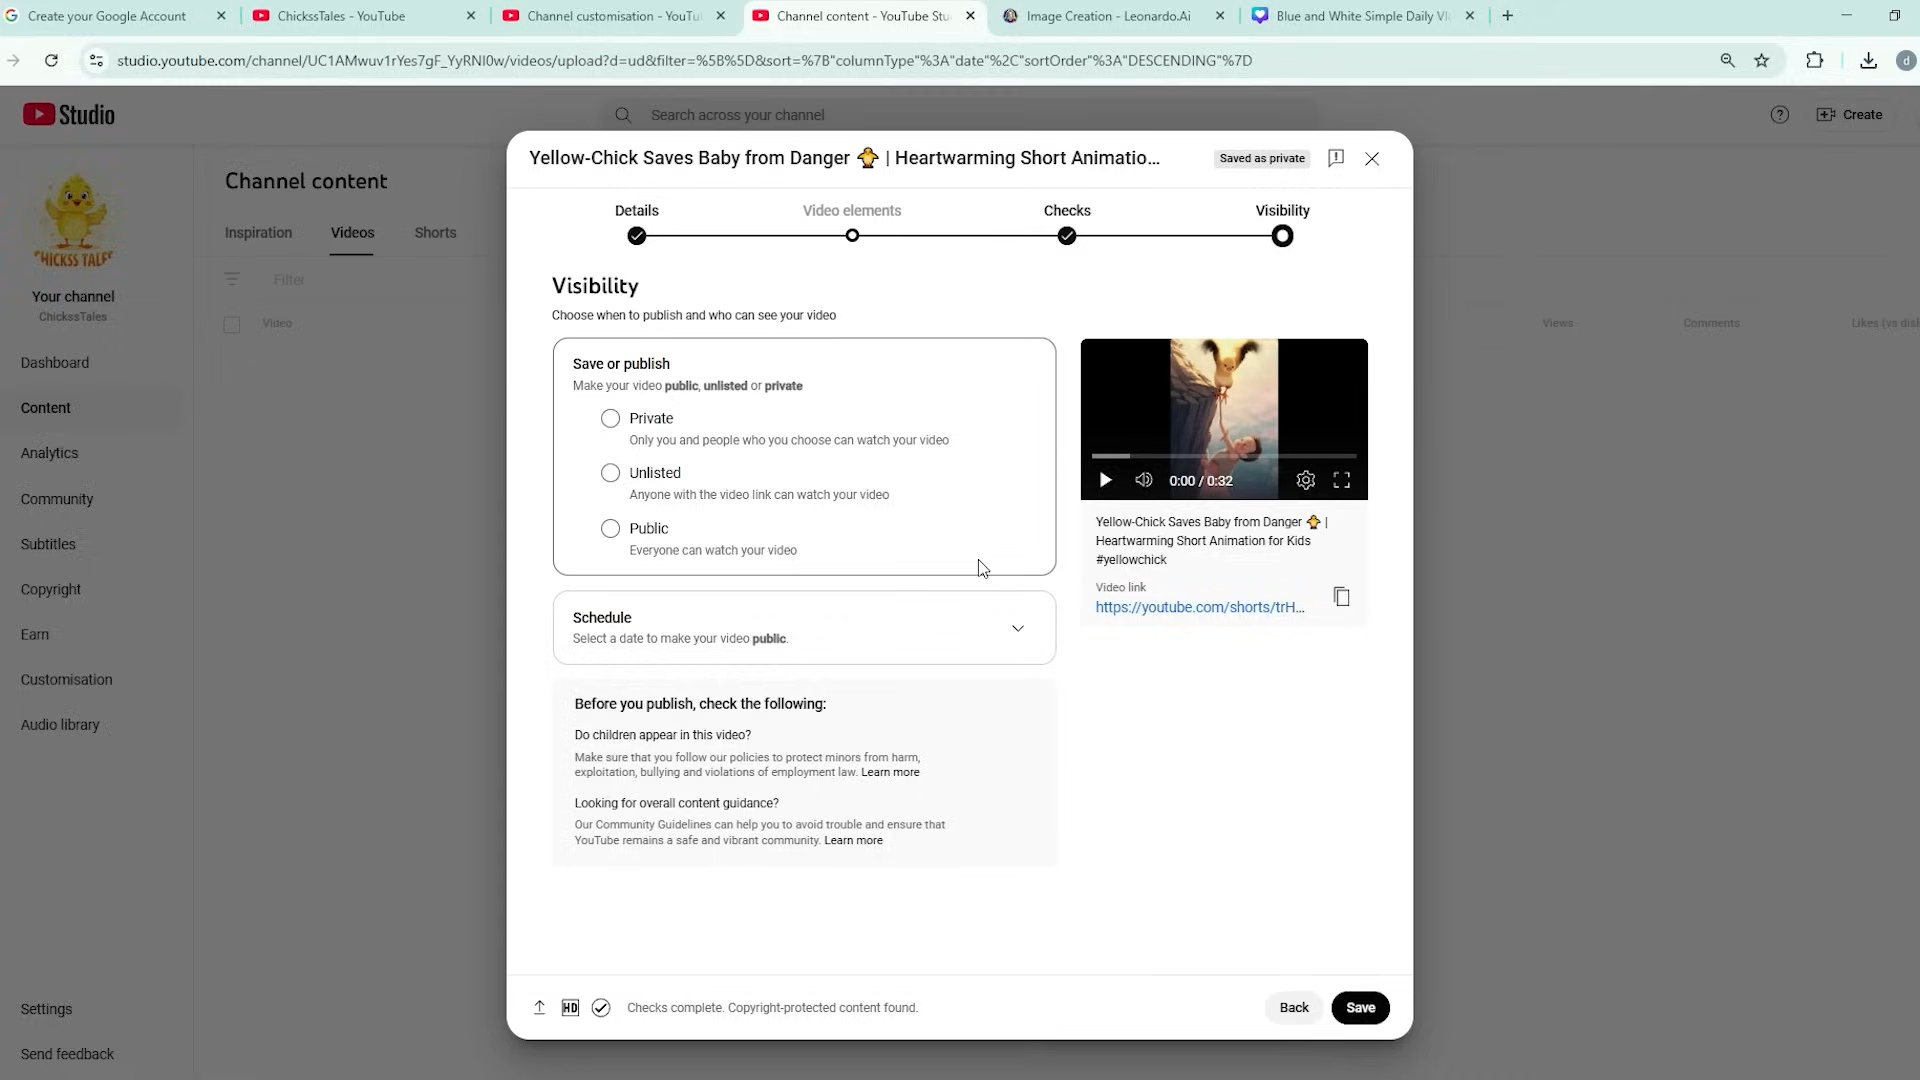 Create your Google Account
ChickssTales - YouTube
Channel customisation - YouTu
Channel content - YouTube Stu
Image Creation - Leonardo.Ai
Blue and White Simple Daily Vl
studio.youtube.com/channel/UC1AMwuv1rYes7gF_YyRNI0w/videos/upload?d=ud&filter=%5B%5D&sort=%7B"columnType"%3A"date"%2C"sortOrder"%3A"DESCENDING"%7D
d
Studio
Search across your channel
Create
CHICKSS TALES
Your channel
ChickssTales
Dashboard
Content
Analytics
Community
Subtitles
Copyright
Earn
Customisation
Audio library
Settings
Send feedback
Channel content
Inspiration
Videos
Shorts
Filter
Video
Views
Comments
Likes (vs disl
Yellow-Chick Saves Baby from Danger 🐥 | Heartwarming Short Animatio...
Saved as private
Details
Video elements
Checks
Visibility
Visibility
Choose when to publish and who can see your video
Save or publish
Make your video public, unlisted or private
Private
Only you and people who you choose can watch your video
Unlisted
Anyone with the video link can watch your video
Public
Everyone can watch your video
Schedule
Select a date to make your video public.
Before you publish, check the following:
Do children appear in this video?
Make sure that you follow our policies to protect minors from harm,
exploitation, bullying and violations of employment law. Learn more
Looking for overall content guidance?
Our Community Guidelines can help you to avoid trouble and ensure that
YouTube remains a safe and vibrant community. Learn more
0:00 / 0:32
Yellow-Chick Saves Baby from Danger 🐥 |
Heartwarming Short Animation for Kids
#yellowchick
Video link
https://youtube.com/shorts/trH...
HD
Checks complete. Copyright-protected content found.
Back
Save